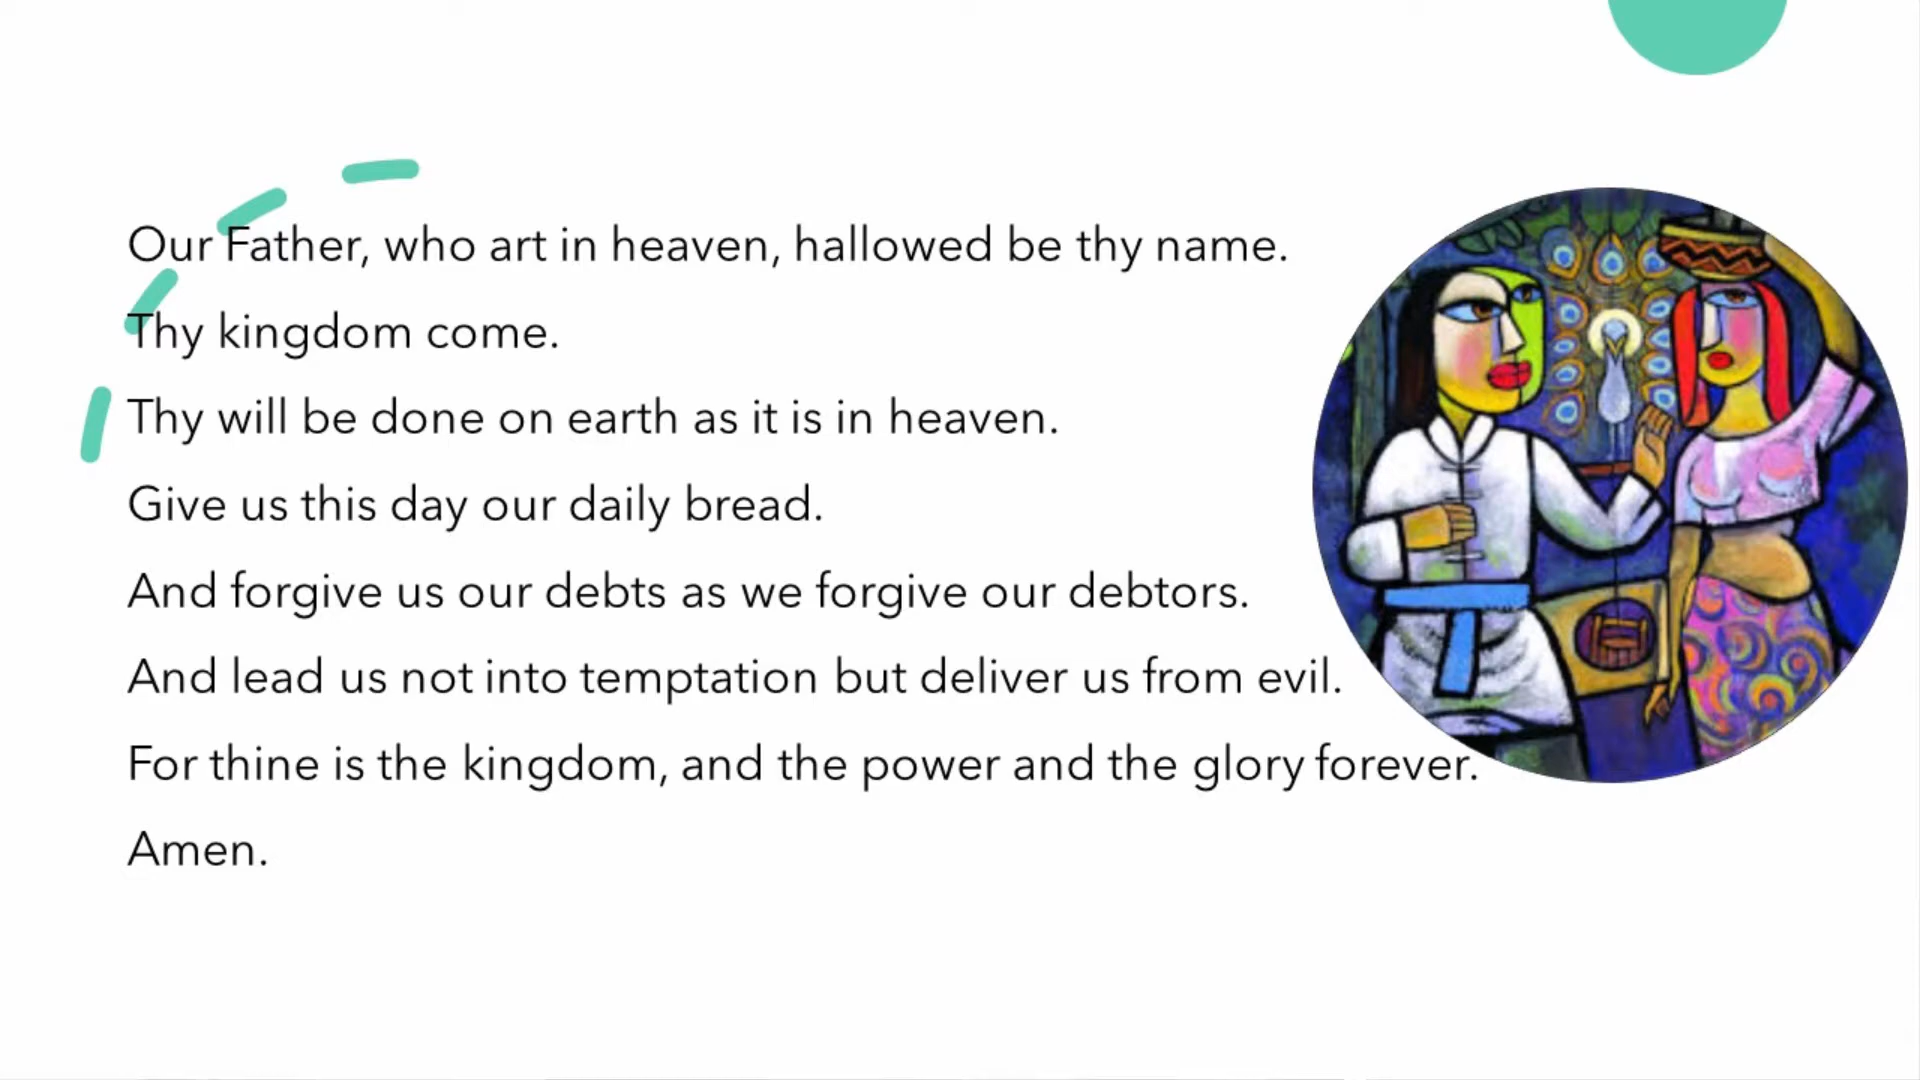 Our Father, who art in heaven, hallowed be thy name.
Thy kingdom come.
Thy will be done on earth as it is in heaven.
Give us this day our daily bread.
And forgive us our debts as we forgive our debtors.
And lead us not into temptation but deliver us from evil.
For thine is the kingdom, and the power and the glory forever.
Amen.